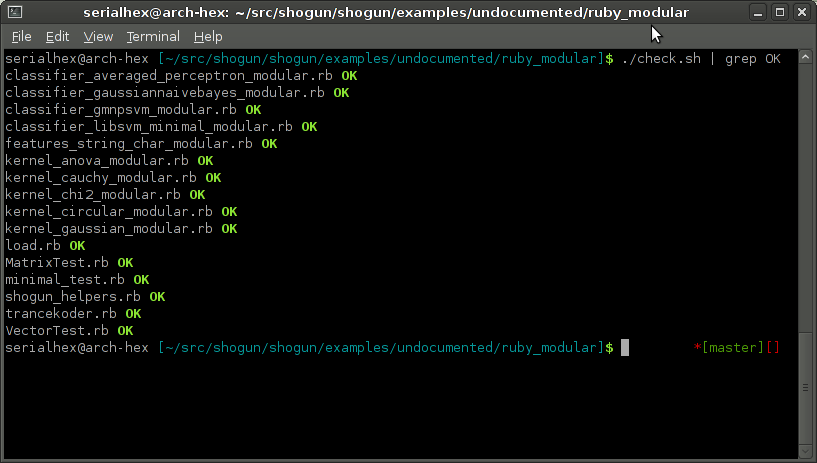 serialhex@arch-hex: ~/src/shogun/shogun/examples/undocumented/ruby_modular
File Edit View Terminal Help
serialhex@arch-hex [~/src/shogun/shogun/examples/undocumented/ruby_modular]$ ./check.sh | grep OK
classifier_averaged_perceptron_modular.rb OK
classifier_gaussiannaivebayes_modular.rb OK
classifier_gmnpsvm_modular.rb OK
classifier_libsvm_minimal_modular.rb OK
features_string_char_modular.rb OK
kernel_anova_modular.rb OK
kernel_cauchy_modular.rb OK
kernel_chi2_modular.rb OK
kernel_circular_modular.rb OK
kernel_gaussian_modular.rb OK
load.rb OK
MatrixTest.rb OK
minimal_test.rb OK
shogun_helpers.rb OK
trancekoder.rb OK
VectorTest.rb OK
serialhex@arch-hex [~/src/shogun/shogun/examples/undocumented/ruby_modular]$ *[master][]